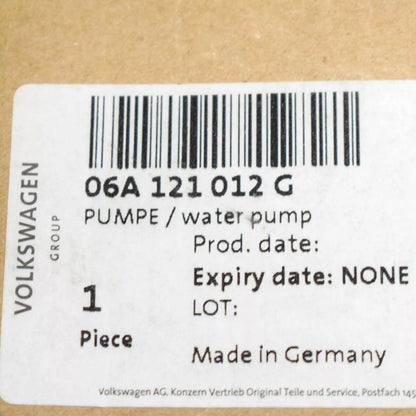 VOLKSWAGEN
GROUP
06A 121 012 G
PUMPE / water pump
Prod. date:
Expiry date: NONE
LOT:
1
Piece
Made in Germany
Volkswagen AG, Konzern Vertrieb Original Teile und Service, Postfach 145